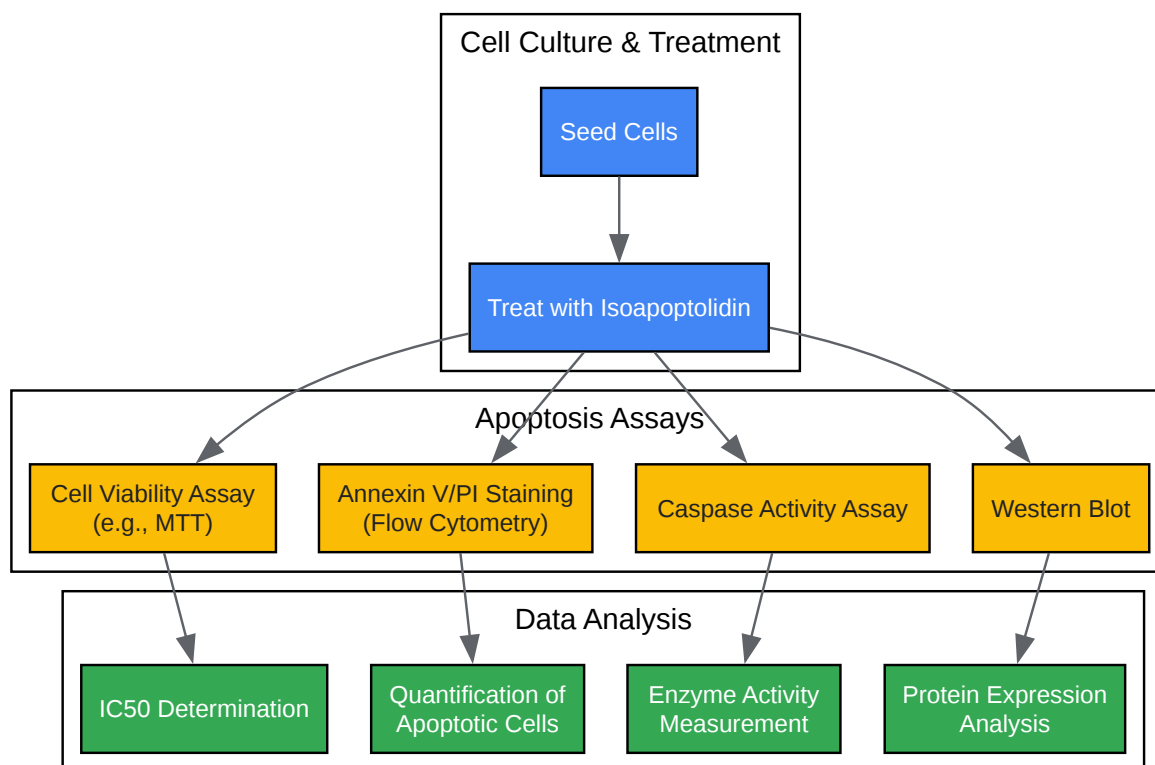 Cell Culture & Treatment
Seed Cells
Treat with Isoapoptolidin
Apoptosis Assays
Cell Viability Assay
(e.g., MTT)
Annexin V/PI Staining
(Flow Cytometry)
Caspase Activity Assay
Western Blot
Data Analysis
IC50 Determination
Quantification of
Apoptotic Cells
Enzyme Activity
Measurement
Protein Expression
Analysis